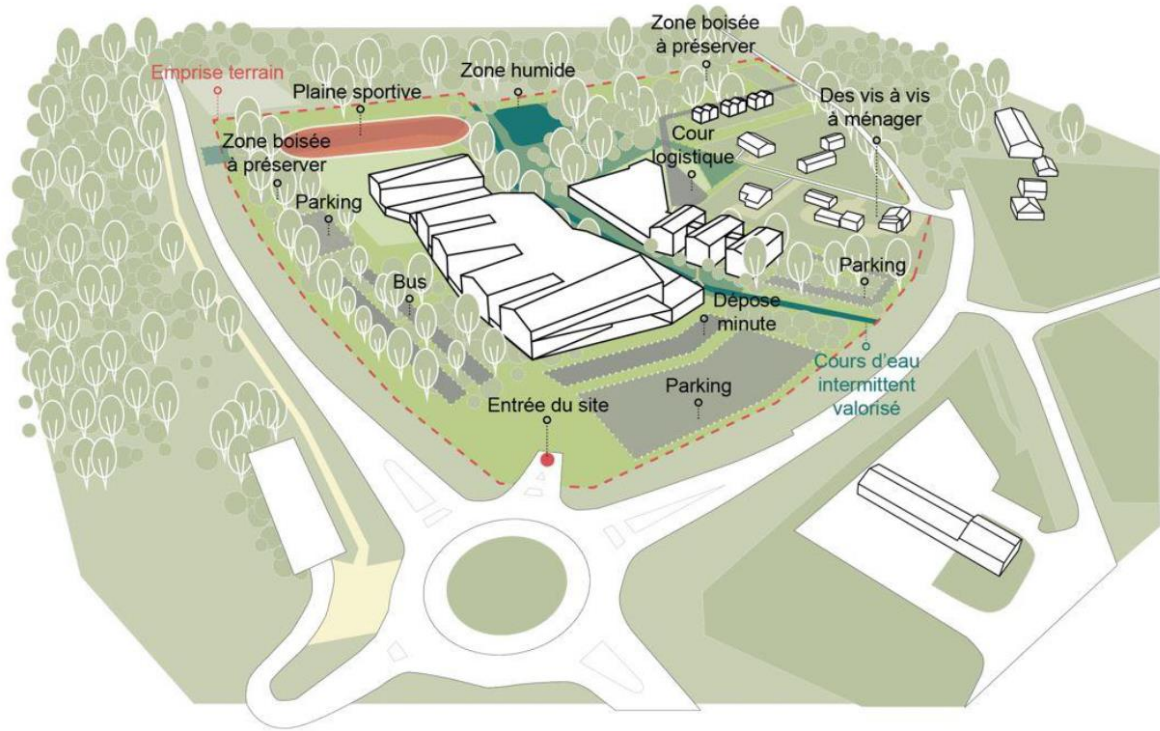 Zone boisée
à préserver
Emprise terrain
Zone humide
Plaine sportive
Des vis à vis
à ménager
Zone boisée
à préserver
Cour
logistique
Parking
Bus
Parking
Dépose
minute
Cours d'eau
intermittent
valorisé
Parking
Entrée du site